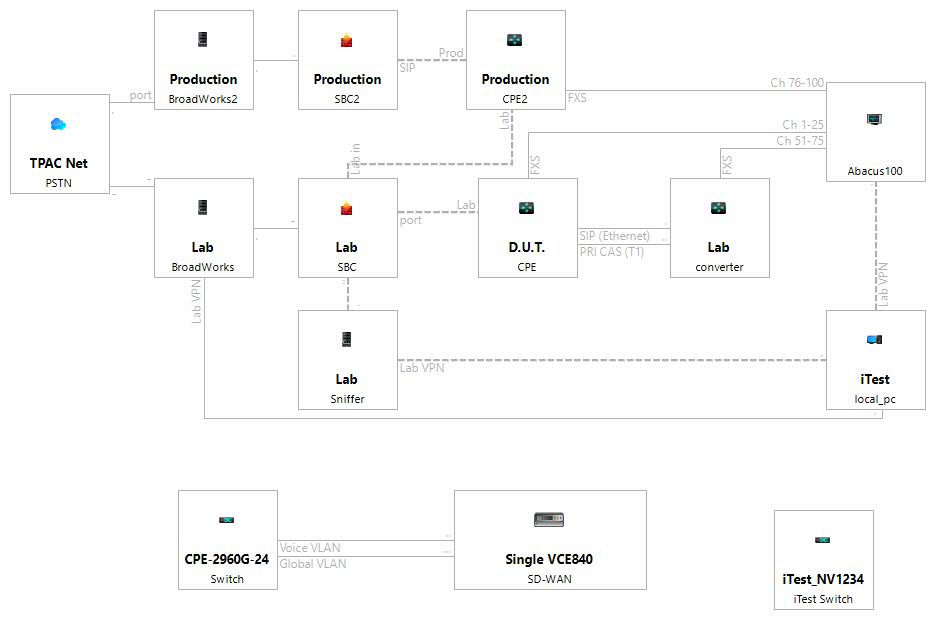 Production
BroadWorks2
Production
SBC2
Prod
SIP
Production
CPE2
Ch 76-100
FXS
port
TPAC Net
PSTN
Lab
Lab in
FXS
Ch 1-25
Ch 51-75
FXS
Abacus100
Lab
BroadWorks
Lab
SBC
Lab
port
D.U.T.
CPE
SIP (Ethernet)
PRI CAS (T1)
Lab
converter
Lab VPN
Lab VPN
Lab
Sniffer
Lab VPN
iTest
local_pc
CPE-2960G-24
Switch
Voice VLAN
Global VLAN
Single VCE840
SD-WAN
iTest_NV1234
iTest Switch